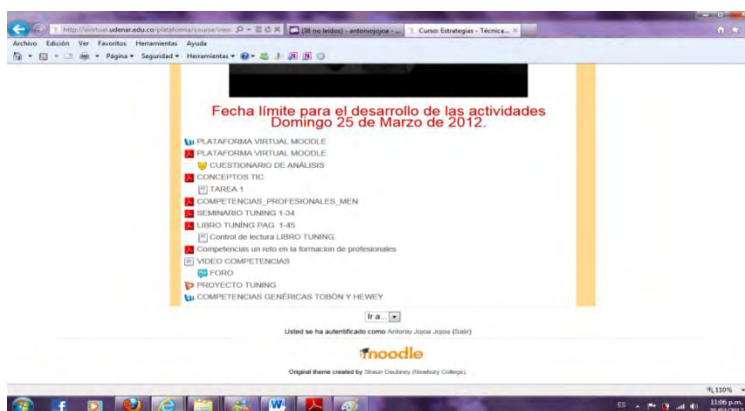 http://virtual.udenar.edu.co/plataforma/course/view
(38 no leídos) - antoniojojoa - ...
Curso: Estrategias - Técnica...
Archivo Edición Ver Favoritos Herramientas Ayuda
Página Seguridad Herramientas
Fecha límite para el desarrollo de las actividades
Domingo 25 de Marzo de 2012.
PLATAFORMA VIRTUAL MOODLE
PLATAFORMA VIRTUAL MOODLE
CUESTIONARIO DE ANÁLISIS
CONCEPTOS TIC
TAREA 1
COMPETENCIAS_PROFESIONALES_MEN
SEMINARIO TUNING 1-34
LIBRO TUNÍNG PAG. 1-45
Control de lectura LIBRO TUNING.
Competencias un reto en la formacion de profesionales
VIDEO COMPETENCIAS
FORO
PROYECTO TUNING
COMPETENCIAS GENÉRICAS TOBÓN Y HEWEY
Ir a...
Usted se ha autentificado como Antonio Jojoa Jojoa (Salir)
moodle
Original theme created by Shaun Daubney (Newbury College).
110%
ES
11:06 p.m.